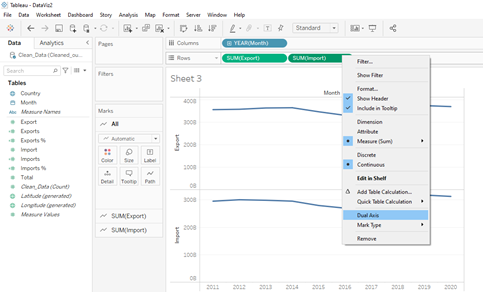 Tableau - DataViz2
File Data Worksheet Dashboard Story Analysis Map Format Server Window Help
Standard
Data Analytics
Clean_Data (Cleaned_ou...
Search
Tables
Country
Month
Abc Measure Names
Export
Exports
Exports %
Import
Imports
Imports %
Total
Clean_Data (Count)
Latitude (generated)
Longitude (generated)
Measure Values
Pages
Filters
Marks
All
Automatic
Color Size Label
Detail Tooltip Path
SUM(Export)
SUM(Import)
Columns YEAR(Month)
Rows SUM(Export) SUM(Import)
Sheet 3
Month
400B
300B
200B
100B
0B
Export
400B
300B
200B
100B
0B
Import
2011 2012 2013 2014 2015 2016 2017 2018 2019 2020
Filter...
Show Filter
Format...
Show Header
Include in Tooltip
Dimension
Attribute
Measure (Sum)
Discrete
Continuous
Edit in Shelf
Add Table Calculation...
Quick Table Calculation
Dual Axis
Mark Type
Remove